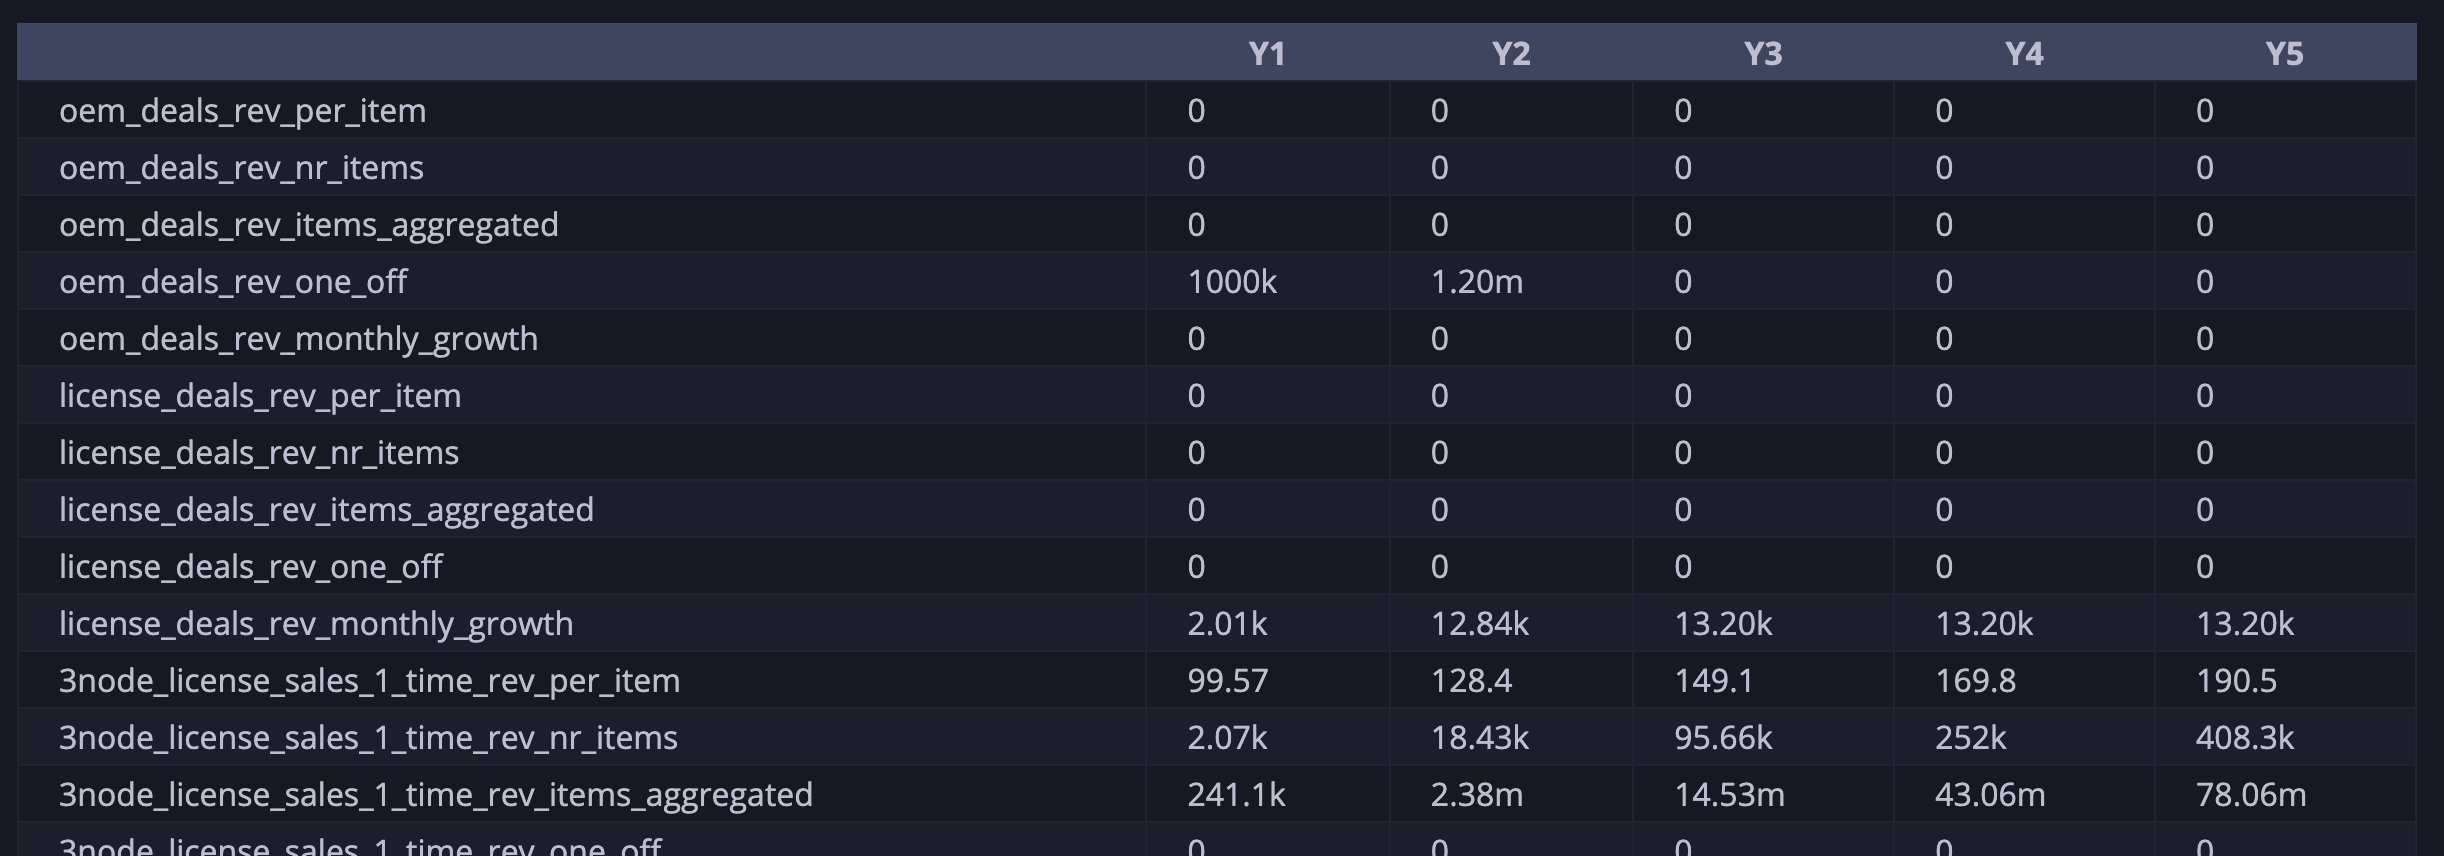 Y1 Y2 Y3 Y4 Y5
oem_deals_rev_per_item 0 0 0 0 0
oem_deals_rev_nr_items 0 0 0 0 0
oem_deals_rev_items_aggregated 0 0 0 0 0
oem_deals_rev_one_off 1000k 1.20m 0 0 0
oem_deals_rev_monthly_growth 0 0 0 0 0
license_deals_rev_per_item 0 0 0 0 0
license_deals_rev_nr_items 0 0 0 0 0
license_deals_rev_items_aggregated 0 0 0 0 0
license_deals_rev_one_off 0 0 0 0 0
license_deals_rev_monthly_growth 2.01k 12.84k 13.20k 13.20k 13.20k
3node_license_sales_1_time_rev_per_item 99.57 128.4 149.1 169.8 190.5
3node_license_sales_1_time_rev_nr_items 2.07k 18.43k 95.66k 252k 408.3k
3node_license_sales_1_time_rev_items_aggregated 241.1k 2.38m 14.53m 43.06m 78.06m
3node_license_sales_1_time_rev_one_off 0 0 0 0 0